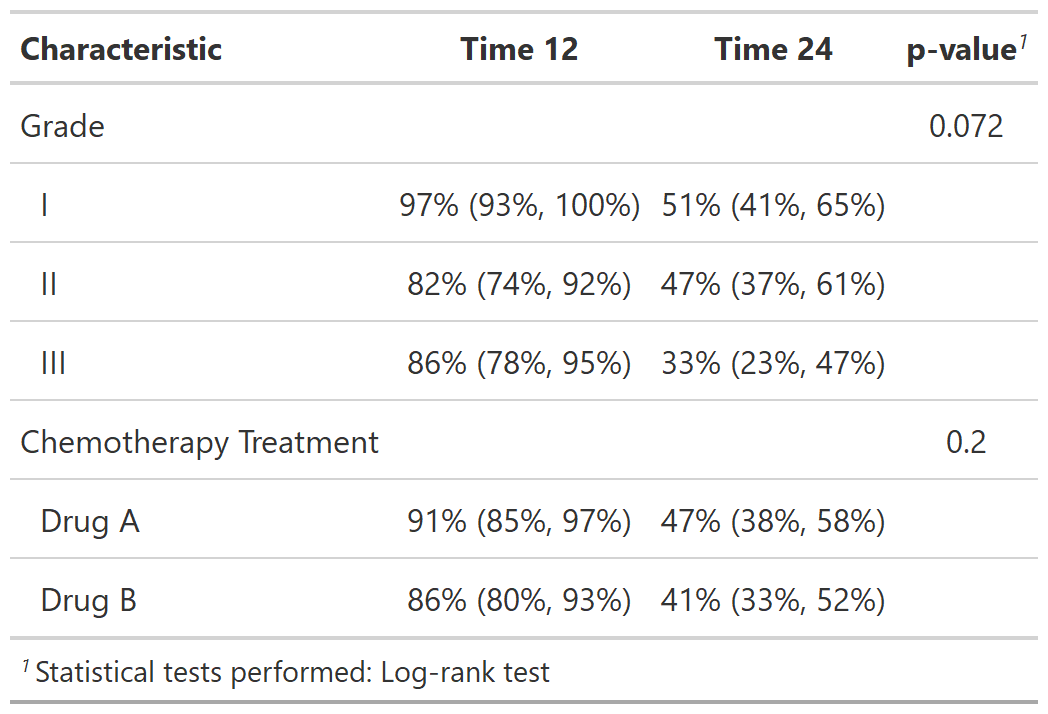 Characteristic Time 12 Time 24 p-value¹
Grade 0.072
I 97% (93%, 100%) 51% (41%, 65%)
II 82% (74%, 92%) 47% (37%, 61%)
III 86% (78%, 95%) 33% (23%, 47%)
Chemotherapy Treatment 0.2
Drug A 91% (85%, 97%) 47% (38%, 58%)
Drug B 86% (80%, 93%) 41% (33%, 52%)
¹ Statistical tests performed: Log-rank test